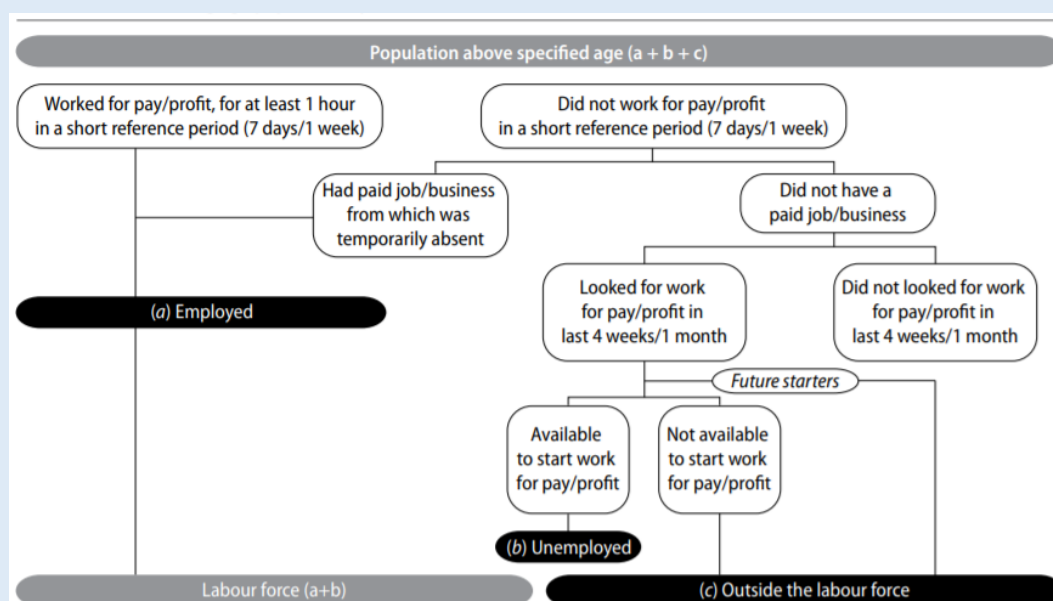 Population above specified age (a + b + c)
Worked for pay/profit, for at least 1 hour
in a short reference period (7 days/1 week)
Did not work for pay/profit
in a short reference period (7 days/1 week)
Had paid job/business
from which was
temporarily absent
Did not have a
paid job/business
(a) Employed
Looked for work
for pay/profit in
last 4 weeks/1 month
Did not looked for work
for pay/profit in
last 4 weeks/1 month
Future starters
Available
to start work
for pay/profit
Not available
to start work
for pay/profit
(b) Unemployed
Labour force (a+b)
(c) Outside the labour force